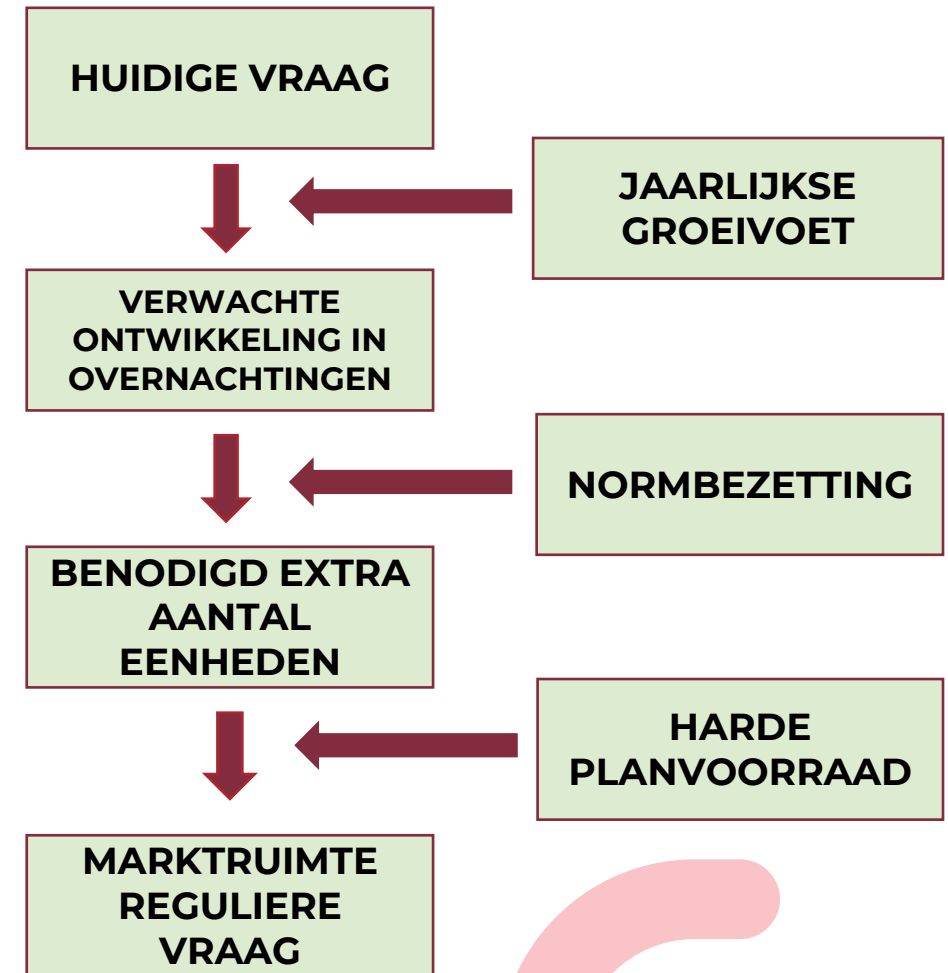 HUIDIGE VRAAG
JAARLIJKSE
GROEIVOET
VERWACHTE
ONTWIKKELING IN
OVERNACHTINGEN
NORMBEZETTING
BENODIGD EXTRA
AANTAL
EENHEDEN
HARDE
PLANVOORRAAD
MARKTRUIMTE
REGULIERE
VRAAG